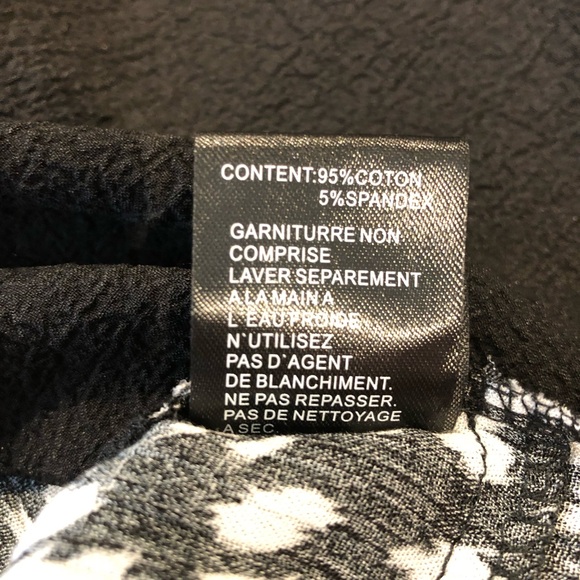 CONTENT:95%COTON
5%SPANDEX
GARNITURRE NON
COMPRISE
LAVER SEPAREMENT
A LA MAIN A
L'EAU FROIDE
N'UTILISEZ
PAS D'AGENT
DE BLANCHIMENT.
NE PAS REPASSER.
PAS DE NETTOYAGE
A SEC.